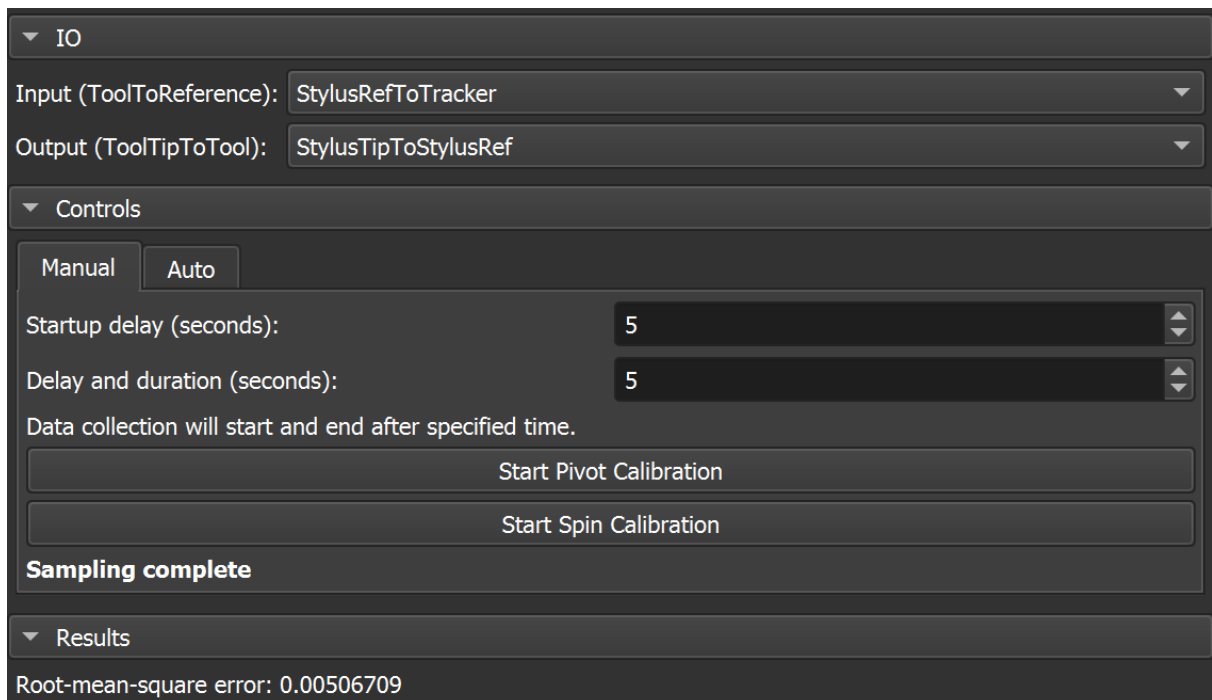 IO
Input (ToolToReference): StylusRefToTracker
Output (ToolTipToTool): StylusTipToStylusRef
Controls
Manual Auto
Startup delay (seconds): 5
Delay and duration (seconds): 5
Data collection will start and end after specified time.
Start Pivot Calibration
Start Spin Calibration
Sampling complete
Results
Root-mean-square error: 0.00506709